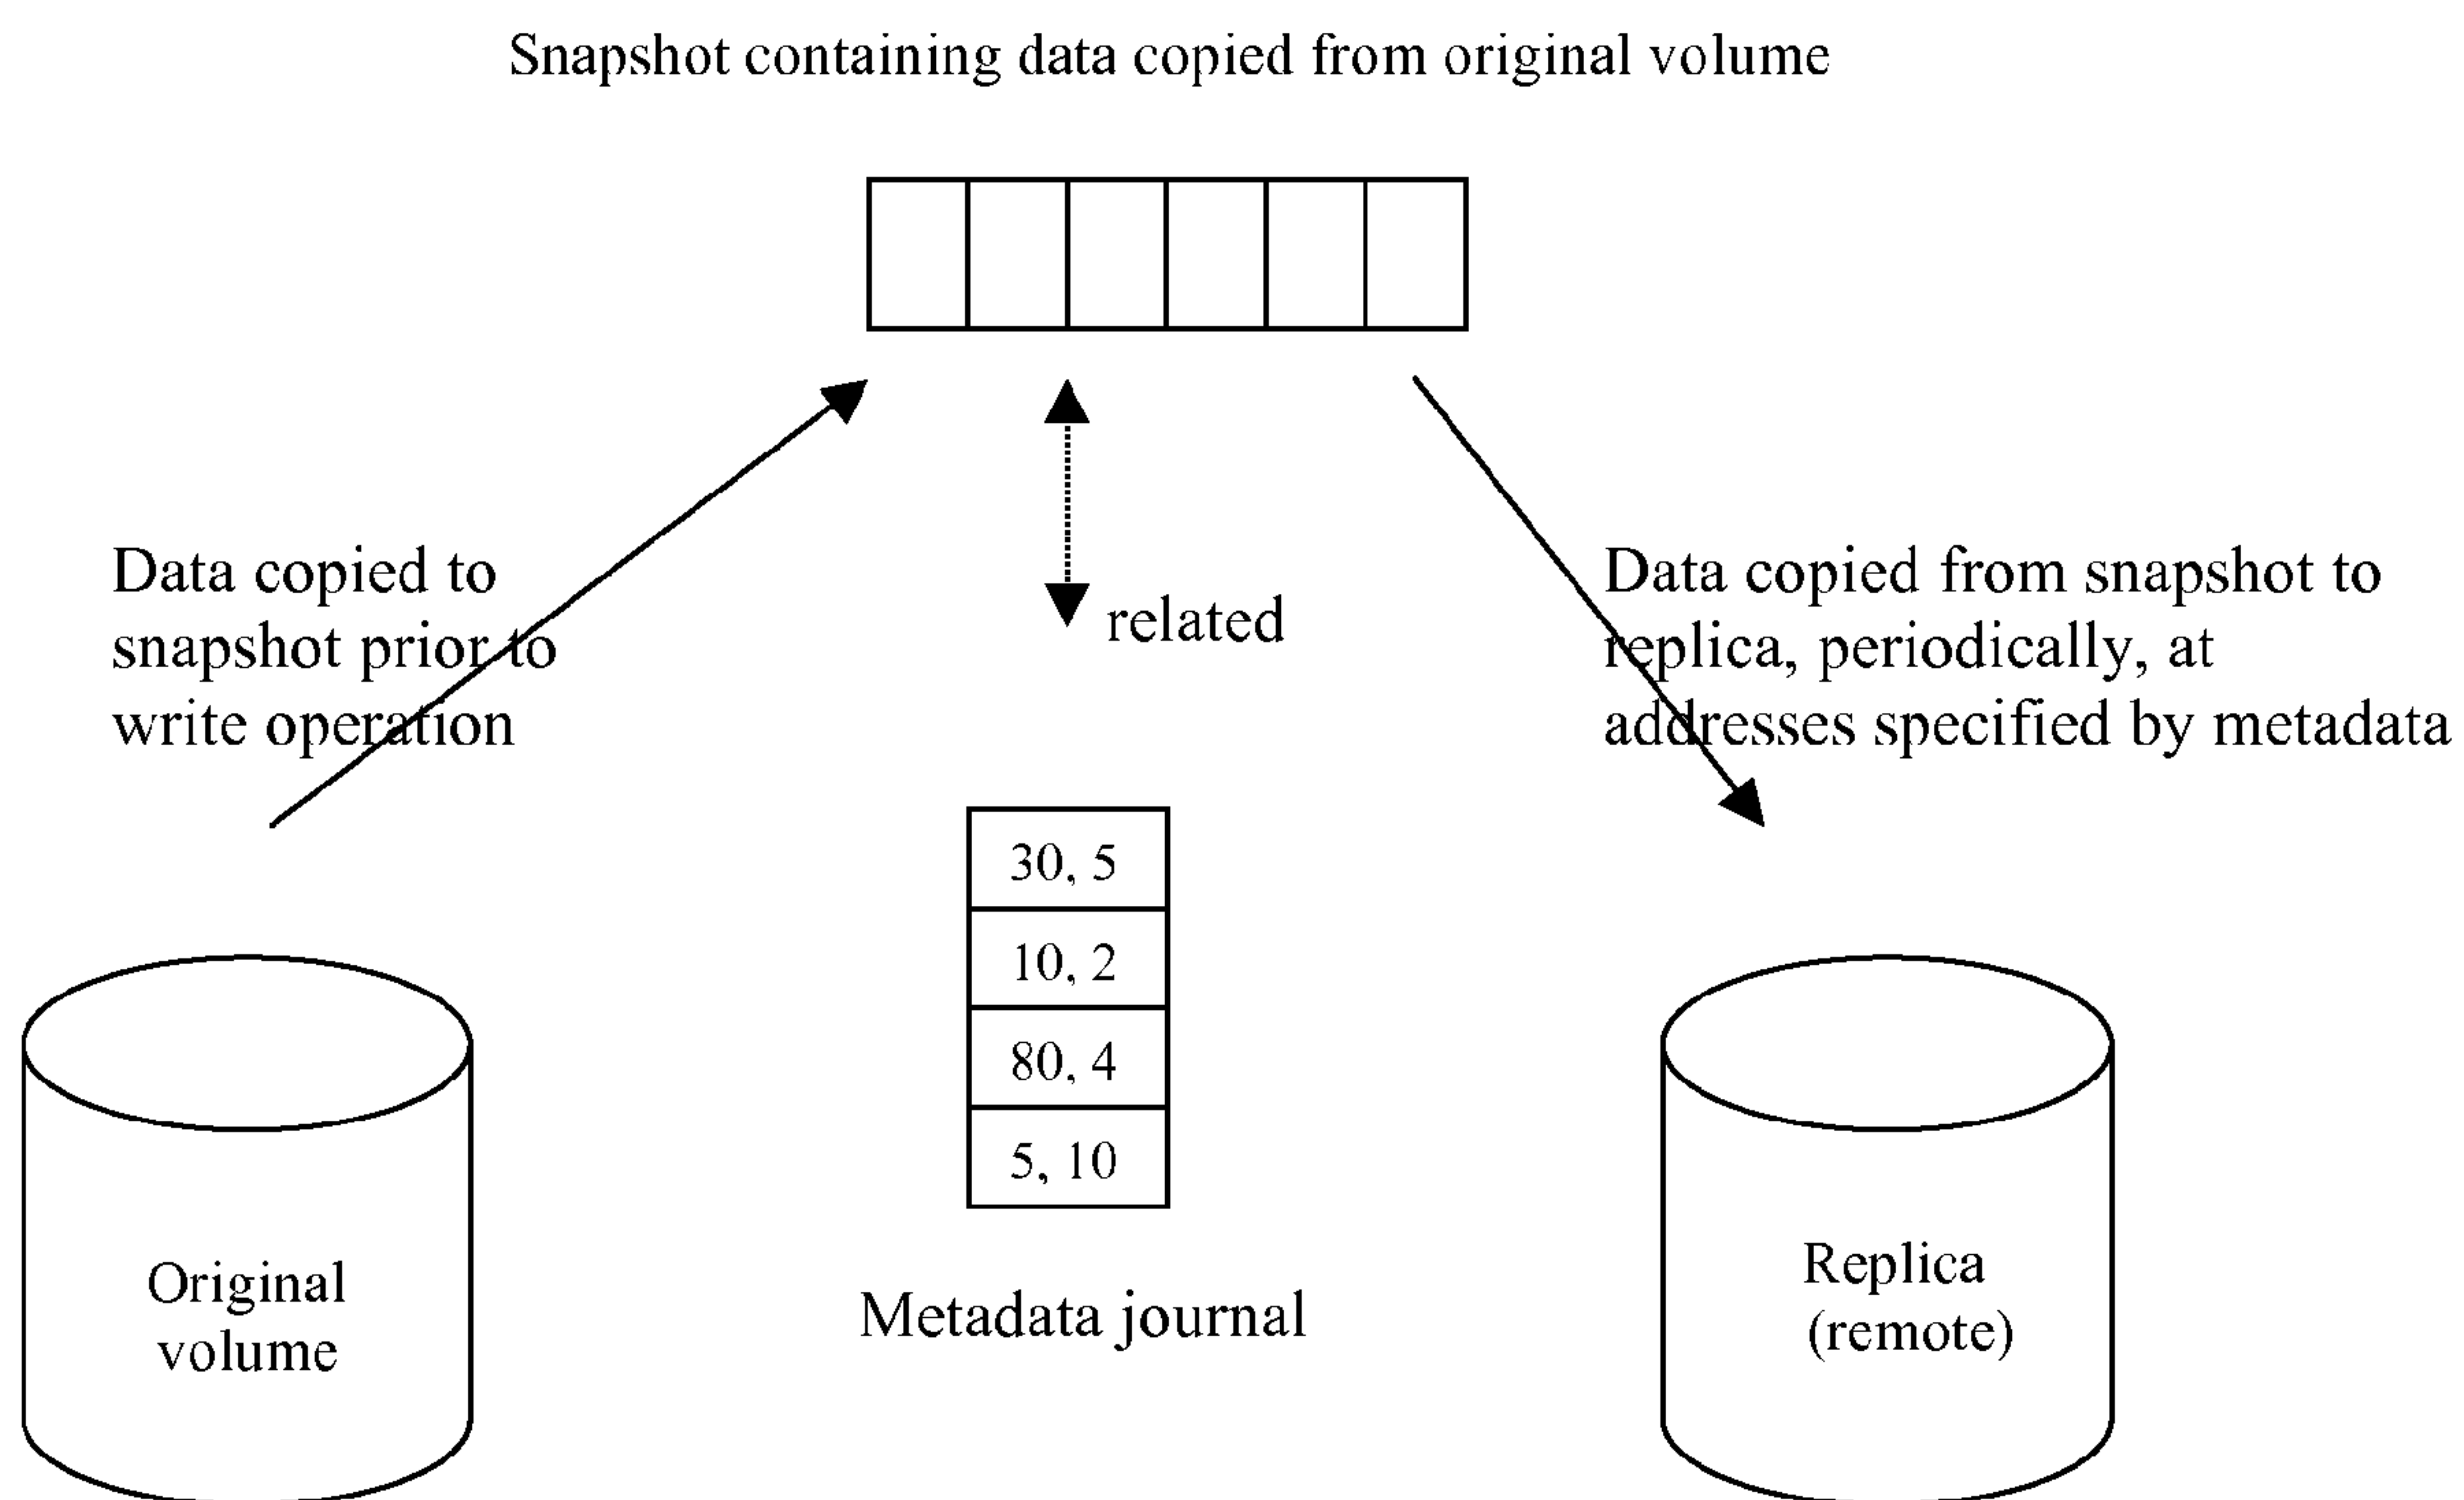 Snapshot containing data copied from original volume
Data copied to
snapshot prior to
write operation
related
Data copied from snapshot to
replica, periodically, at
addresses specified by metadata
30, 5
10, 2
80, 4
5, 10
Metadata journal
Original
volume
Replica
(remote)